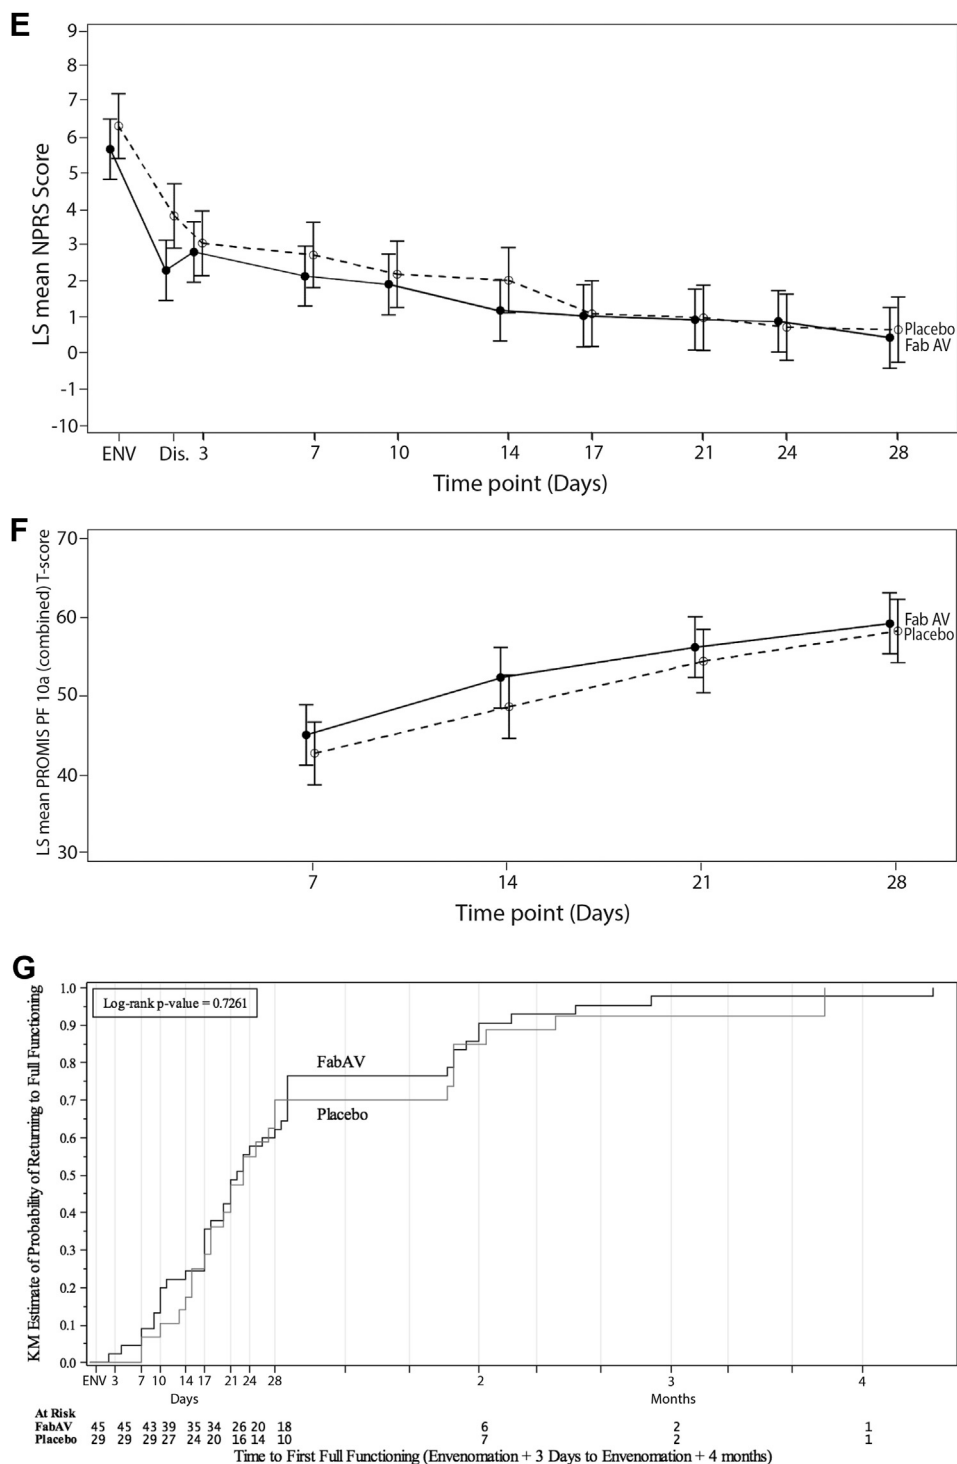 E
LS mean NPRS Score
9
8
7
6
5
4
3
2
1
0
-1
-10
Placebo
Fab AV
ENV Dis. 3 7 10 14 17 21 24 28
Time point (Days)
F
LS mean PROMIS PF 10a (combined) T-score
70
60
50
40
30
Fab AV
Placebo
7 14 21 28
Time point (Days)
G
KM Estimate of Probability of Returning to Full Functioning
Log-rank p-value = 0.7261
1.0
0.9
0.8
0.7
0.6
0.5
0.4
0.3
0.2
0.1
0.0
FabAV
Placebo
ENV 3 7 10 14 17 21 24 28 2 3 4
Days Months
At Risk
FabAV 45 45 43 39 35 34 26 20 18 6 2 1
Placebo 29 29 29 27 24 20 16 14 10 7 2 1
Time to First Full Functioning (Envenomation + 3 Days to Envenomation + 4 months)